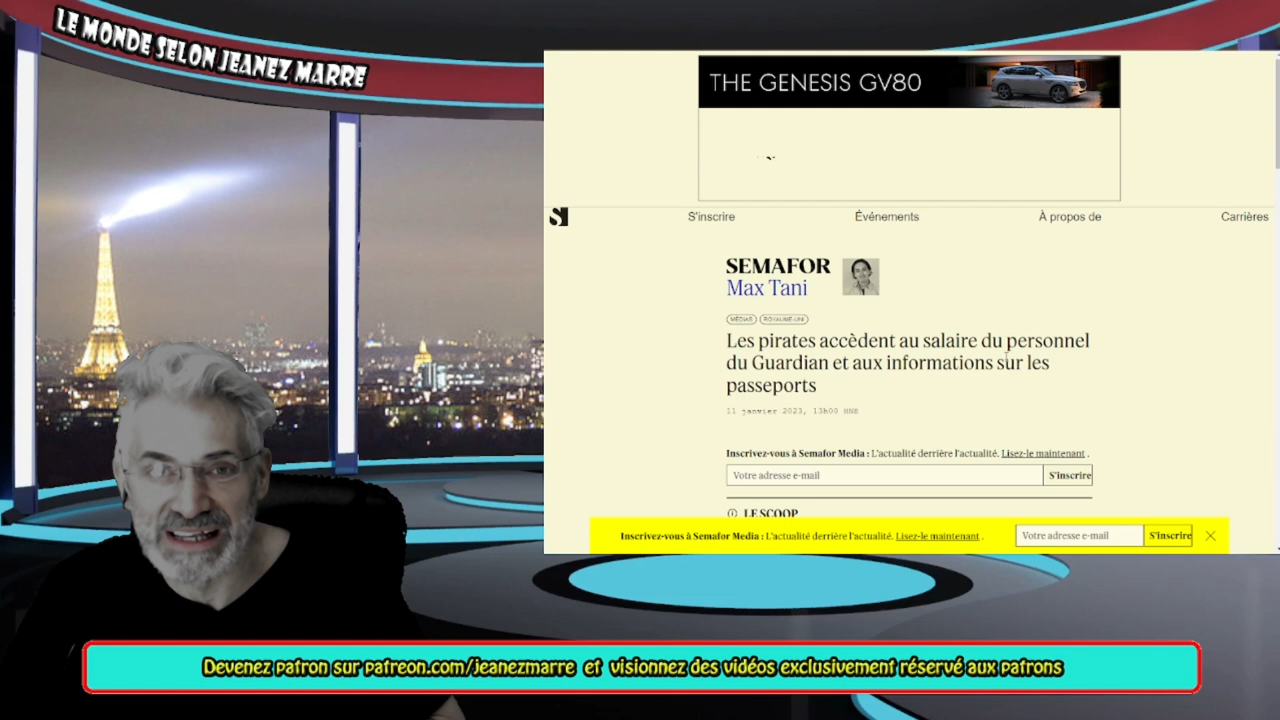 LE MONDE SELON JEANEZ MARRE
THE GENESIS GV80
S'inscrire
Événements
À propos de
Carrières
SEMAFOR
Max Tani
MÉDIAS
ROYAUME-UNI
Les pirates accèdent au salaire du personnel
du Guardian et aux informations sur les
passeports
11 janvier 2023, 13h00 HNE
Inscrivez-vous à Semafor Media : L'actualité derrière l'actualité. Lisez-le maintenant .
Votre adresse e-mail
S'inscrire
LE SCOOP
Inscrivez-vous à Semafor Media : L'actualité derrière l'actualité. Lisez-le maintenant .
Votre adresse e-mail
S'inscrire
Devenez patron sur patreon.com/jeanezmarre et visionnez des vidéos exclusivement réservé aux patrons